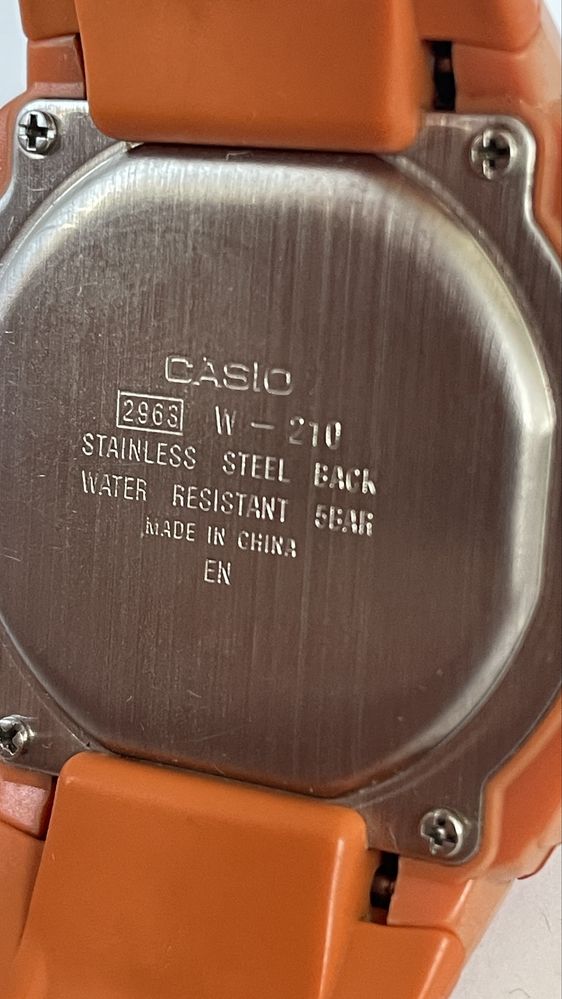 CASIO
2963 W-210
STAINLESS STEEL BACK
WATER RESISTANT 5BAR
MADE IN CHINA
EN